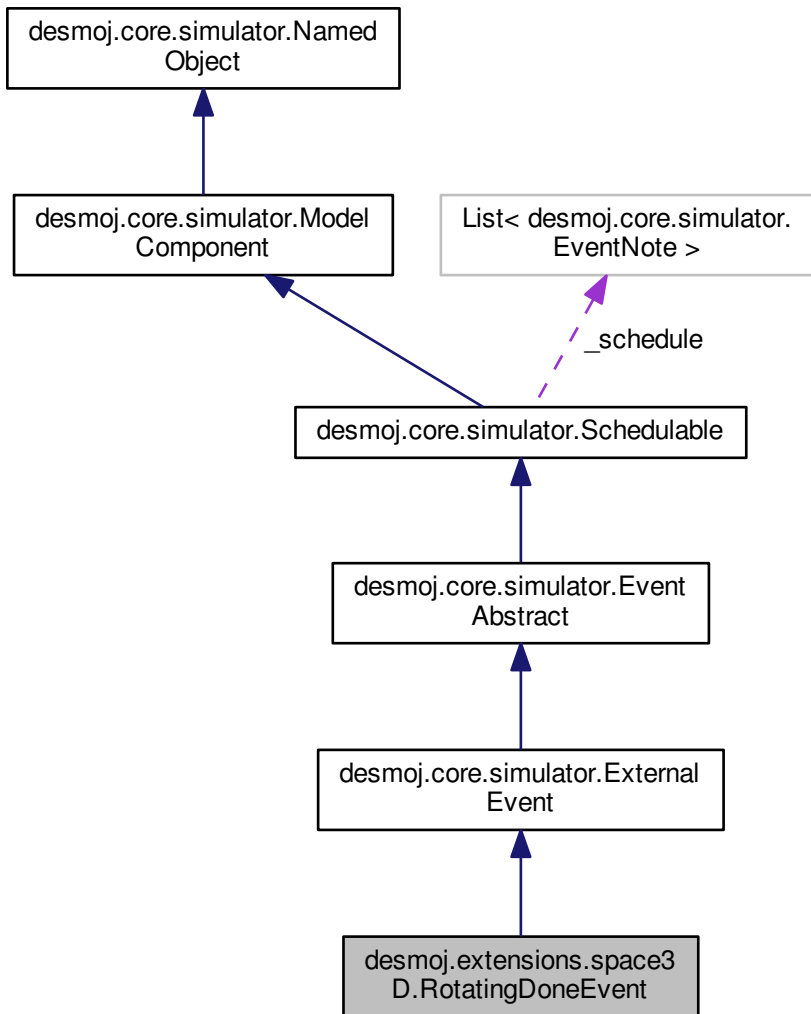 desmoj.core.simulator.Named
Object
desmoj.core.simulator.Model
Component
List< desmoj.core.simulator.
EventNote >
_schedule
desmoj.core.simulator.Schedulable
desmoj.core.simulator.Event
Abstract
desmoj.core.simulator.External
Event
desmoj.extensions.space3
D.RotatingDoneEvent